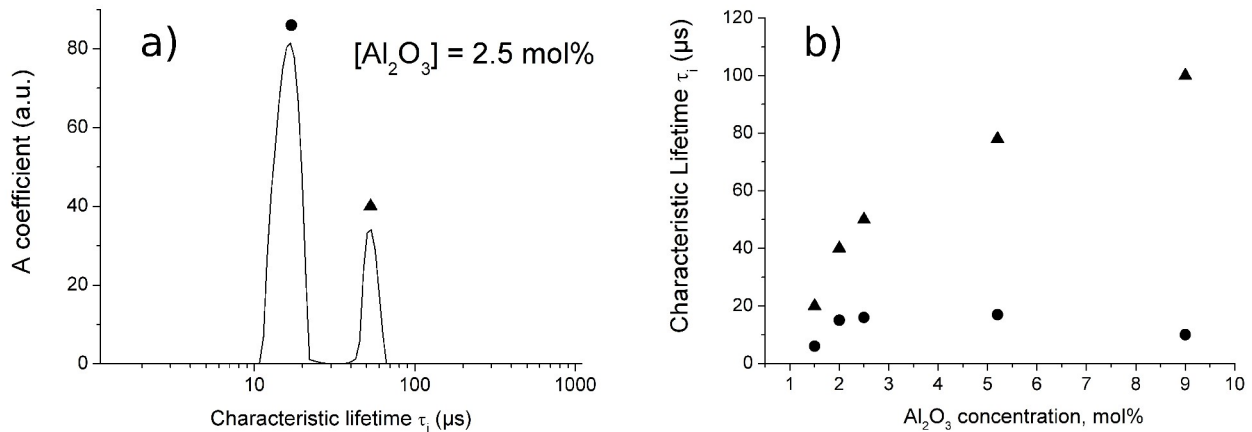 a)
[Al₂O₃] = 2.5 mol%
A coefficient (a.u.)
80
60
40
20
0
10 100 1000
Characteristic lifetime τᵢ (µs)
b)
Characteristic Lifetime τᵢ (µs)
120
100
80
60
40
20
0
1 2 3 4 5 6 7 8 9 10
Al₂O₃ concentration, mol%